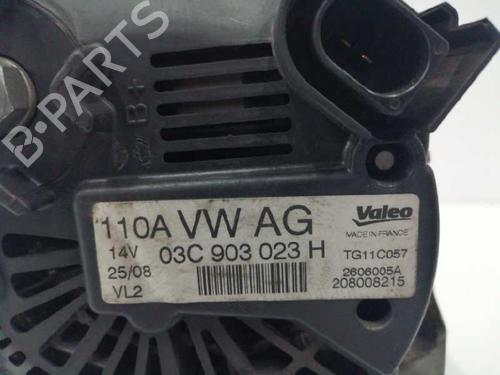 B-PARTS
B+
110A VW AG
14V 03C 903 023 H
25/08
VL2
Valeo
MADE IN FRANCE
TG11C057
2606005A
208008215